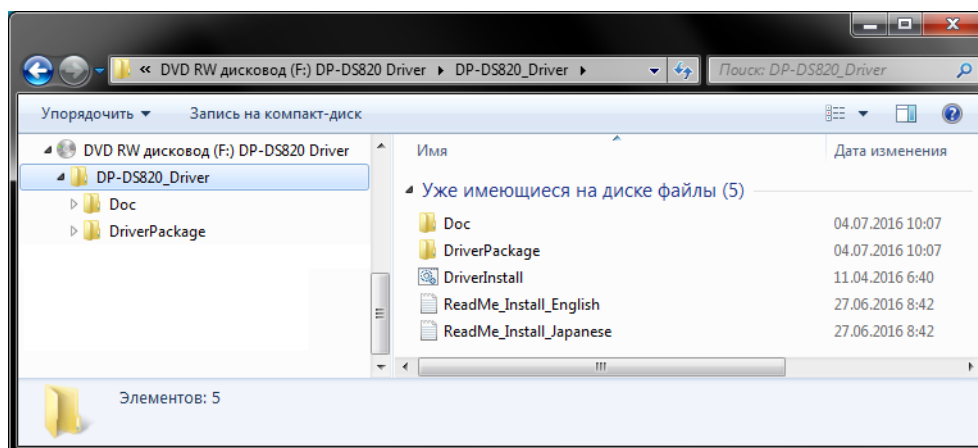 « DVD RW дисковод (F:) DP-DS820 Driver ▸ DP-DS820_Driver ▸ Поиск: DP-DS820_Driver
Упорядочить ▾ Запись на компакт-диск
DVD RW дисковод (F:) DP-DS820 Driver
DP-DS820_Driver
Doc
DriverPackage
Имя Дата изменения
Уже имеющиеся на диске файлы (5)
Doc 04.07.2016 10:07
DriverPackage 04.07.2016 10:07
DriverInstall 11.04.2016 6:40
ReadMe_Install_English 27.06.2016 8:42
ReadMe_Install_Japanese 27.06.2016 8:42
Элементов: 5